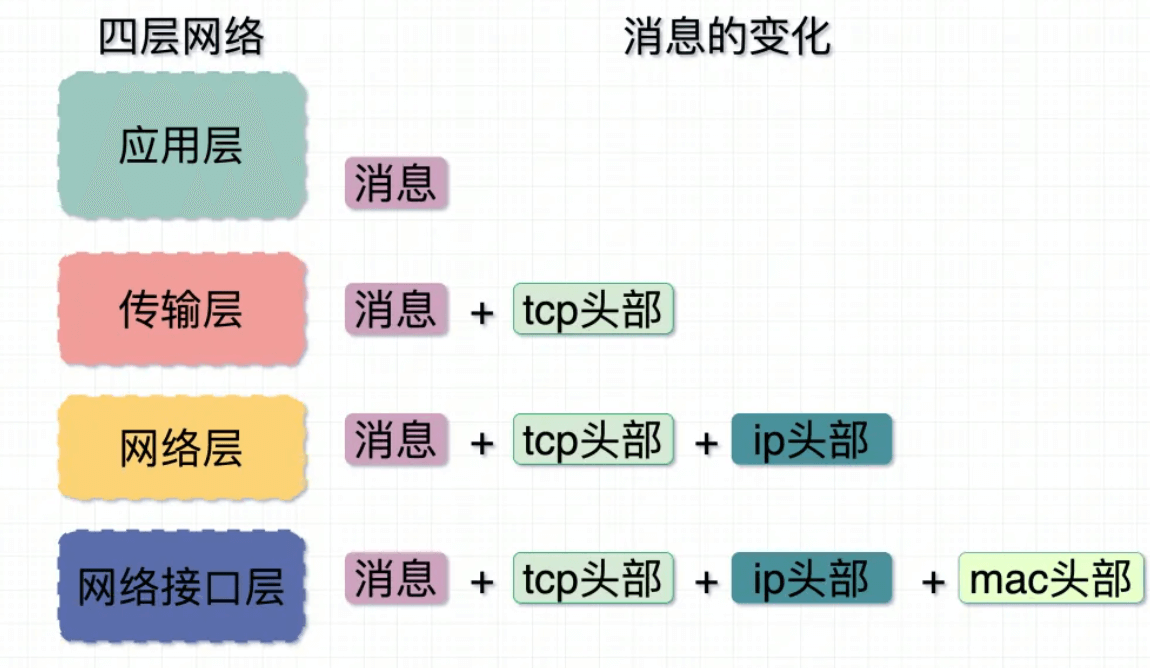 四层网络 消息的变化
应用层
消息
传输层 消息 + tcp头部
网络层 消息 + tcp头部 + ip头部
网络接口层 消息 + tcp头部 + ip头部 + mac头部